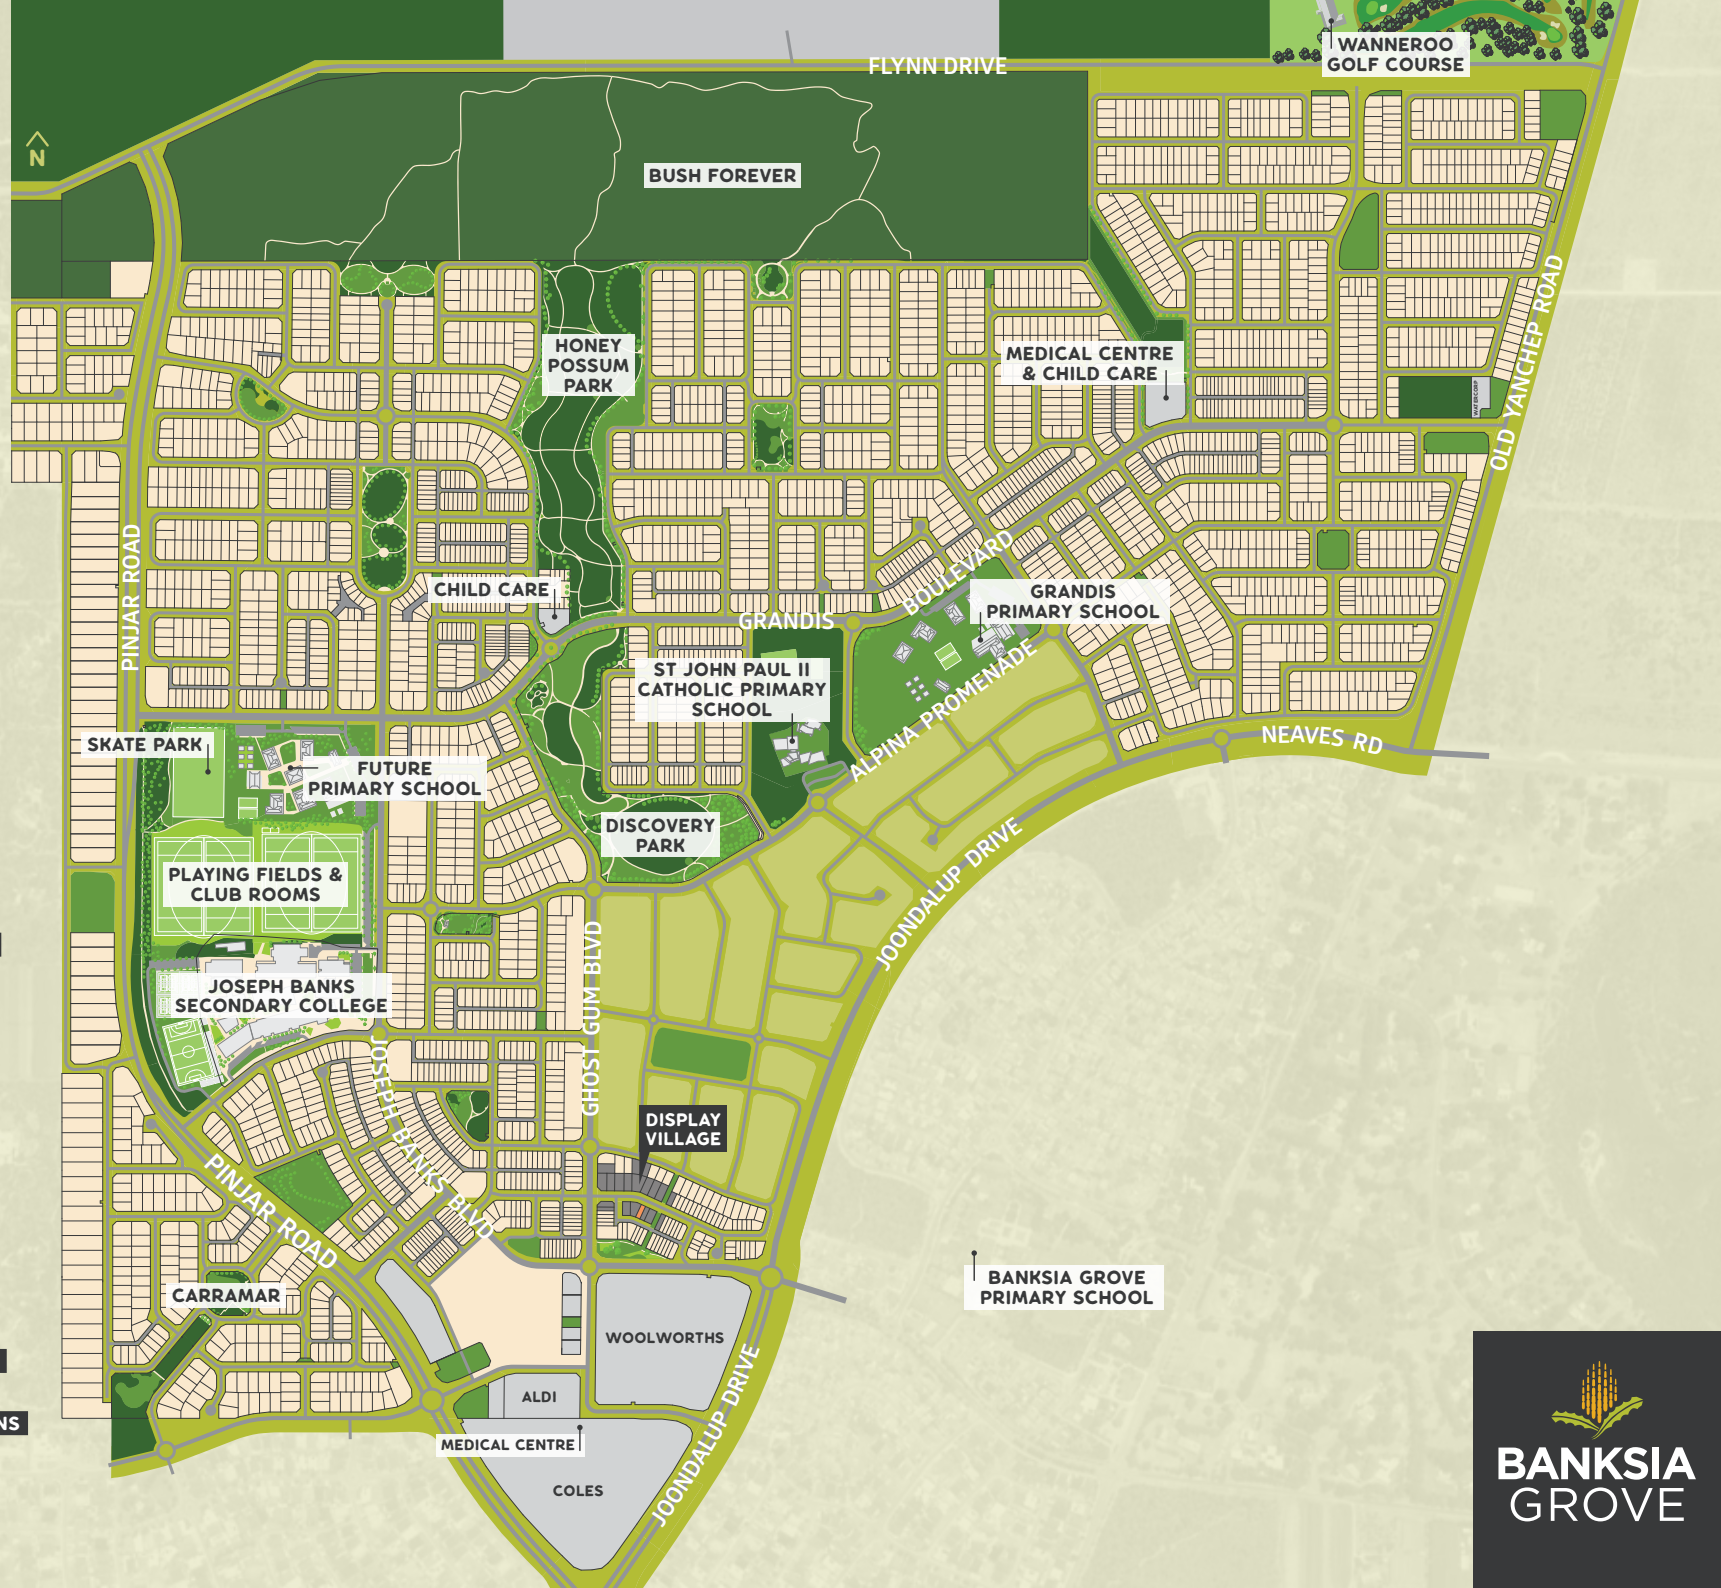 WANNEROO
GOLF COURSE
FLYNN DRIVE
N
BUSH FOREVER
HONEY
POSSUM
PARK
MEDICAL CENTRE
& CHILD CARE
WATERCORP
OLD YANCHEP ROAD
PINJAR ROAD
CHILD CARE
GRANDIS
BOULEVARD
GRANDIS
PRIMARY SCHOOL
ST JOHN PAUL II
CATHOLIC PRIMARY
SCHOOL
ALPINA PROMENADE
NEAVES RD
SKATE PARK
FUTURE
PRIMARY SCHOOL
DISCOVERY
PARK
JOONDALUP DRIVE
PLAYING FIELDS &
CLUB ROOMS
GHOST GUM BLVD
JOSEPH BANKS
SECONDARY COLLEGE
JOSEPH BANKS BLVD
DISPLAY
VILLAGE
PINJAR ROAD
CARRAMAR
BANKSIA GROVE
PRIMARY SCHOOL
WOOLWORTHS
ALDI
JOONDALUP DRIVE
NS
MEDICAL CENTRE
COLES
BANKSIA
GROVE